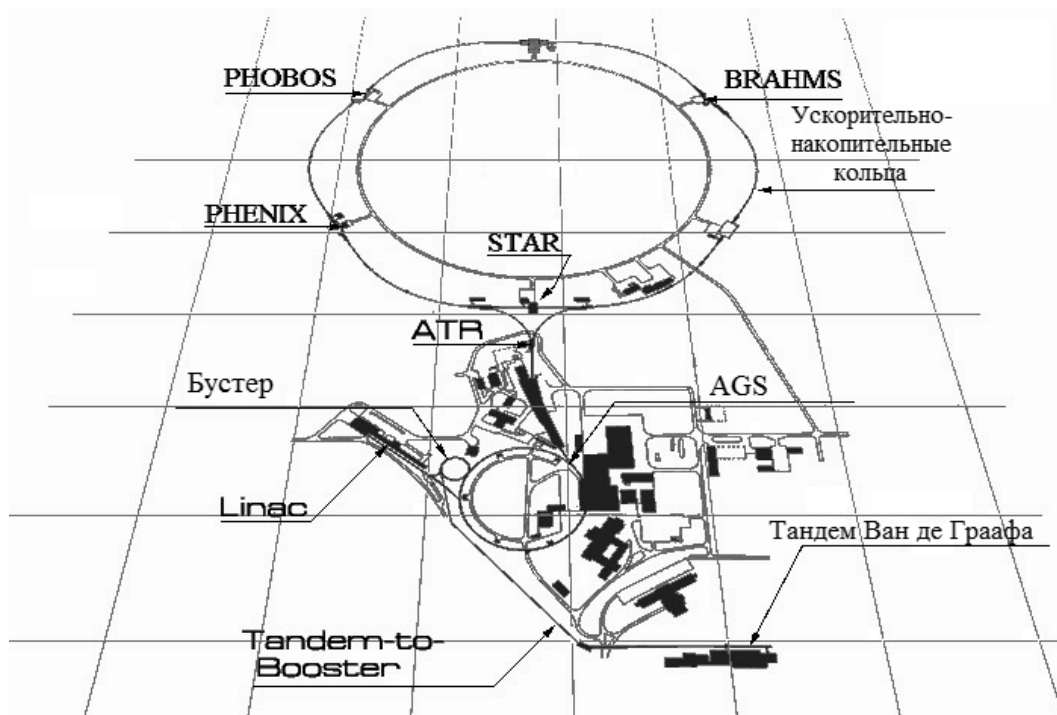 PHOBOS
BRAHMS
Ускорительно-
накопительные
кольца
PHENIX
STAR
ATR
Бустер
AGS
Linac
Тандем Ван де Граафа
Tandem-to-
Booster